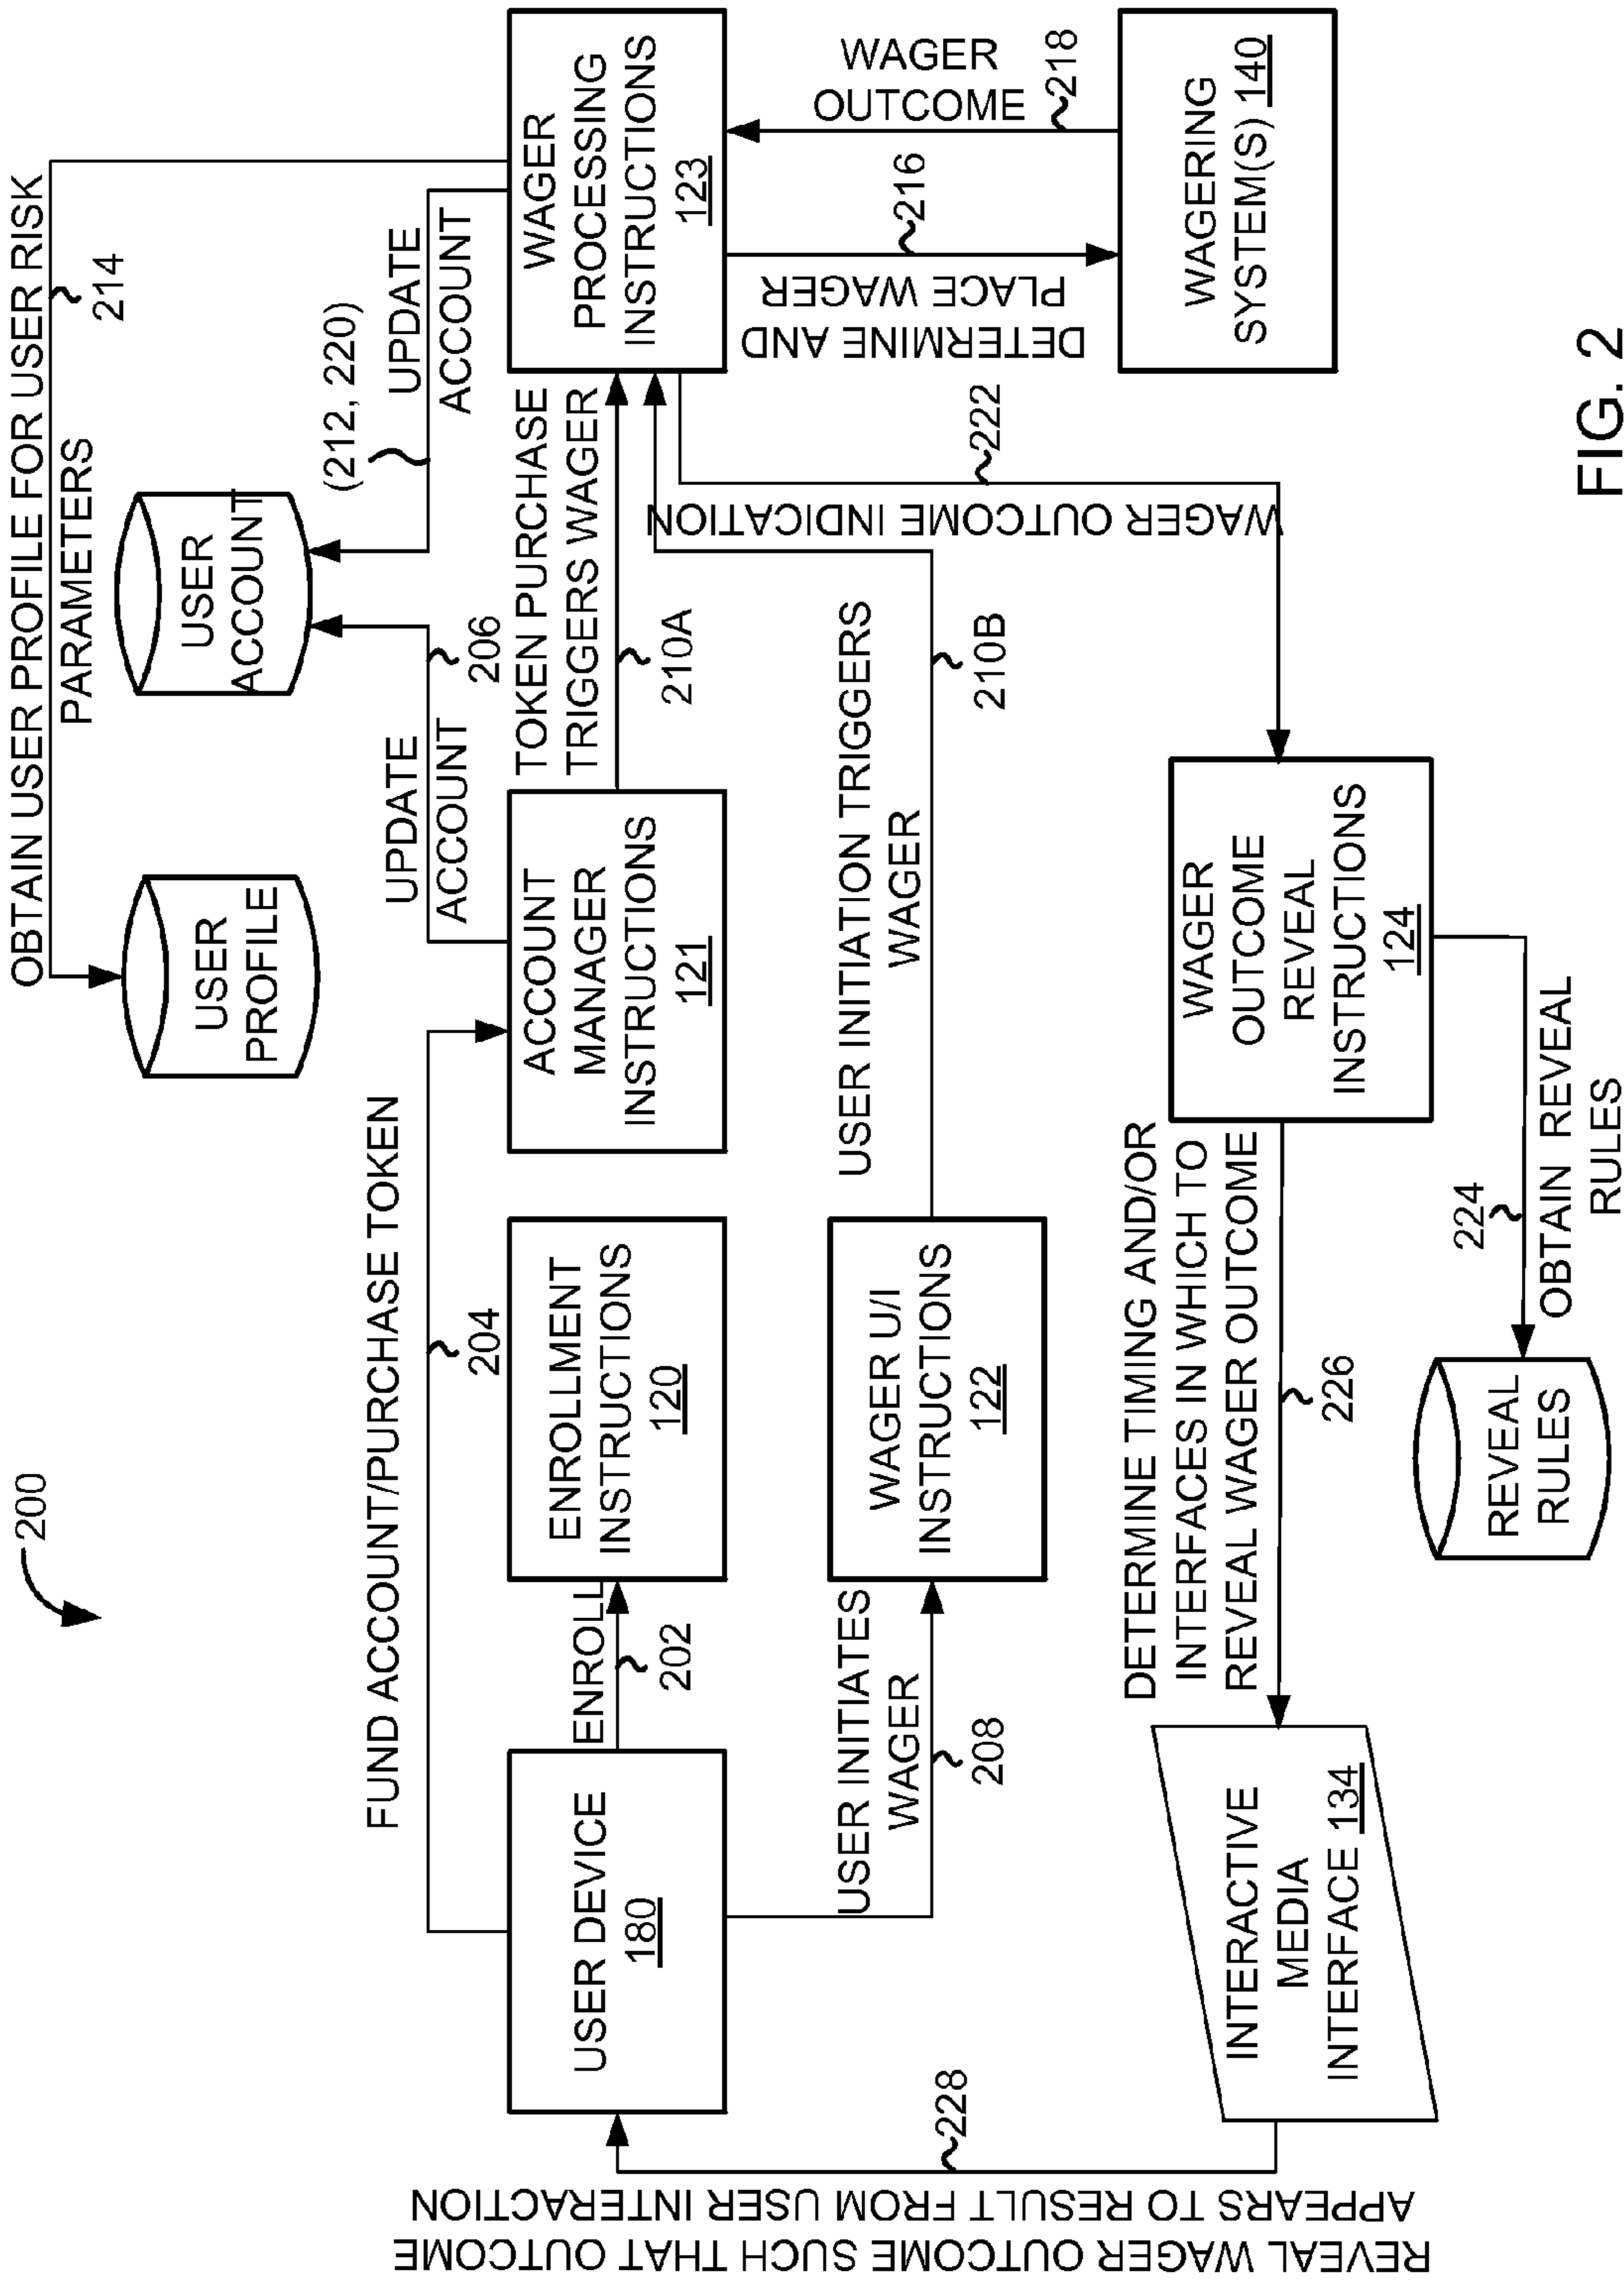 200
OBTAIN USER PROFILE FOR USER RISK
PARAMETERS
214
USER
PROFILE
USER
ACCOUNT
(212, 220)
UPDATE
ACCOUNT
206
UPDATE
ACCOUNT
FUND ACCOUNT/PURCHASE TOKEN
204
USER DEVICE
180
ENROLL
202
ENROLLMENT
INSTRUCTIONS
120
ACCOUNT
MANAGER
INSTRUCTIONS
121
TOKEN PURCHASE
TRIGGERS WAGER
210A
WAGER
PROCESSING
INSTRUCTIONS
123
USER INITIATES
WAGER
208
WAGER U/I
INSTRUCTIONS
122
USER INITIATION TRIGGERS
WAGER
210B
DETERMINE AND
PLACE WAGER
216
WAGER
OUTCOME
218
WAGERING
SYSTEM(S) 140
WAGER OUTCOME INDICATION
222
WAGER
OUTCOME
REVEAL
INSTRUCTIONS
124
DETERMINE TIMING AND/OR
INTERFACES IN WHICH TO
REVEAL WAGER OUTCOME
226
224
OBTAIN REVEAL
RULES
REVEAL
RULES
INTERACTIVE
MEDIA
INTERFACE 134
228
REVEAL WAGER OUTCOME SUCH THAT OUTCOME
APPEARS TO RESULT FROM USER INTERACTION
FIG. 2